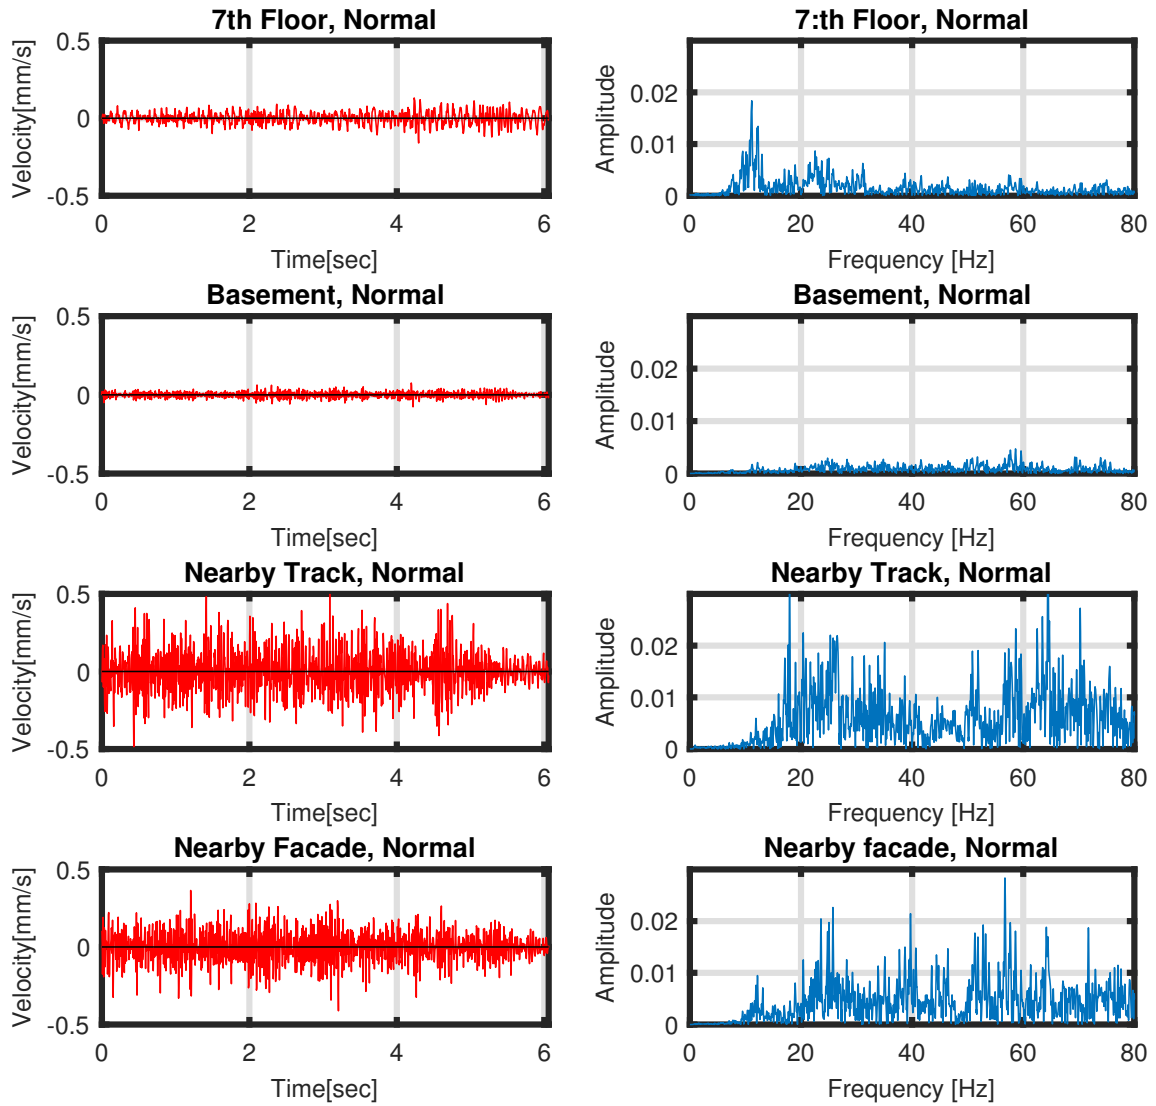 7th Floor, Normal
Velocity[mm/s]
0.5
0
-0.5
0 2 4 6
Time[sec]
7:th Floor, Normal
Amplitude
0.02
0.01
0
0 20 40 60 80
Frequency [Hz]
Basement, Normal
Velocity[mm/s]
0.5
0
-0.5
0 2 4 6
Time[sec]
Basement, Normal
Amplitude
0.02
0.01
0
0 20 40 60 80
Frequency [Hz]
Nearby Track, Normal
Velocity[mm/s]
0.5
0
-0.5
0 2 4 6
Time[sec]
Nearby Track, Normal
Amplitude
0.02
0.01
0
0 20 40 60 80
Frequency [Hz]
Nearby Facade, Normal
Velocity[mm/s]
0.5
0
-0.5
0 2 4 6
Time[sec]
Nearby facade, Normal
Amplitude
0.02
0.01
0
0 20 40 60 80
Frequency [Hz]